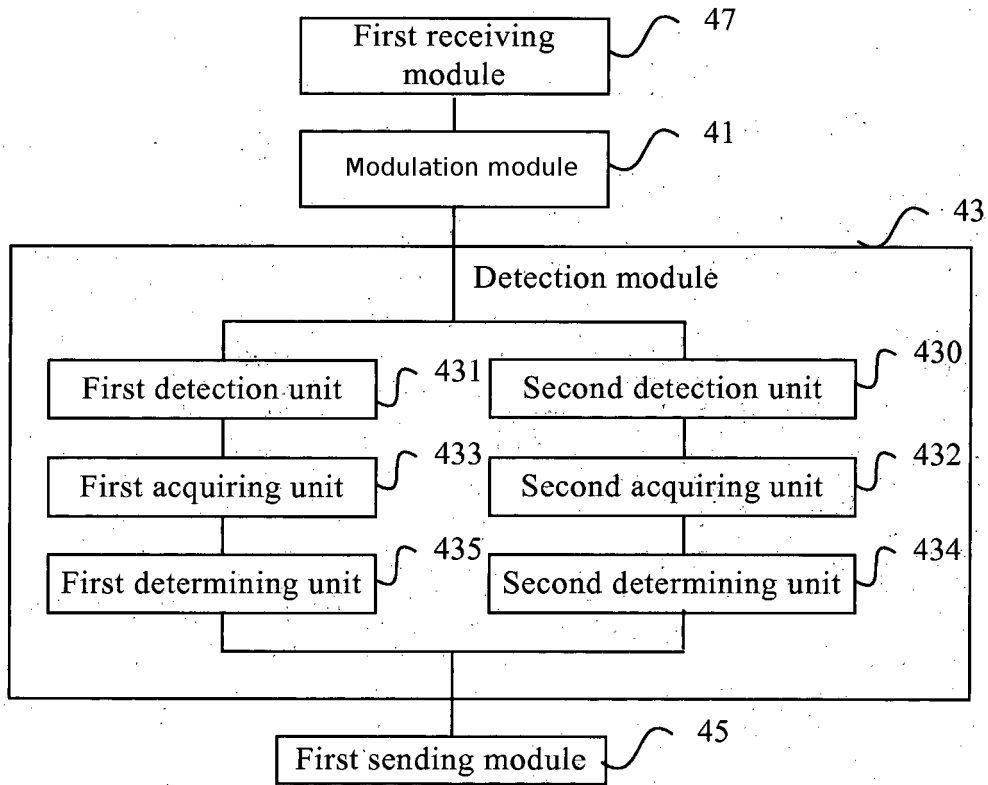 First receiving
module
47
Modulation module
41
43
Detection module
First detection unit
431
Second detection unit
430
First acquiring unit
433
Second acquiring unit
432
First determining unit
435
Second determining unit
434
First sending module
45